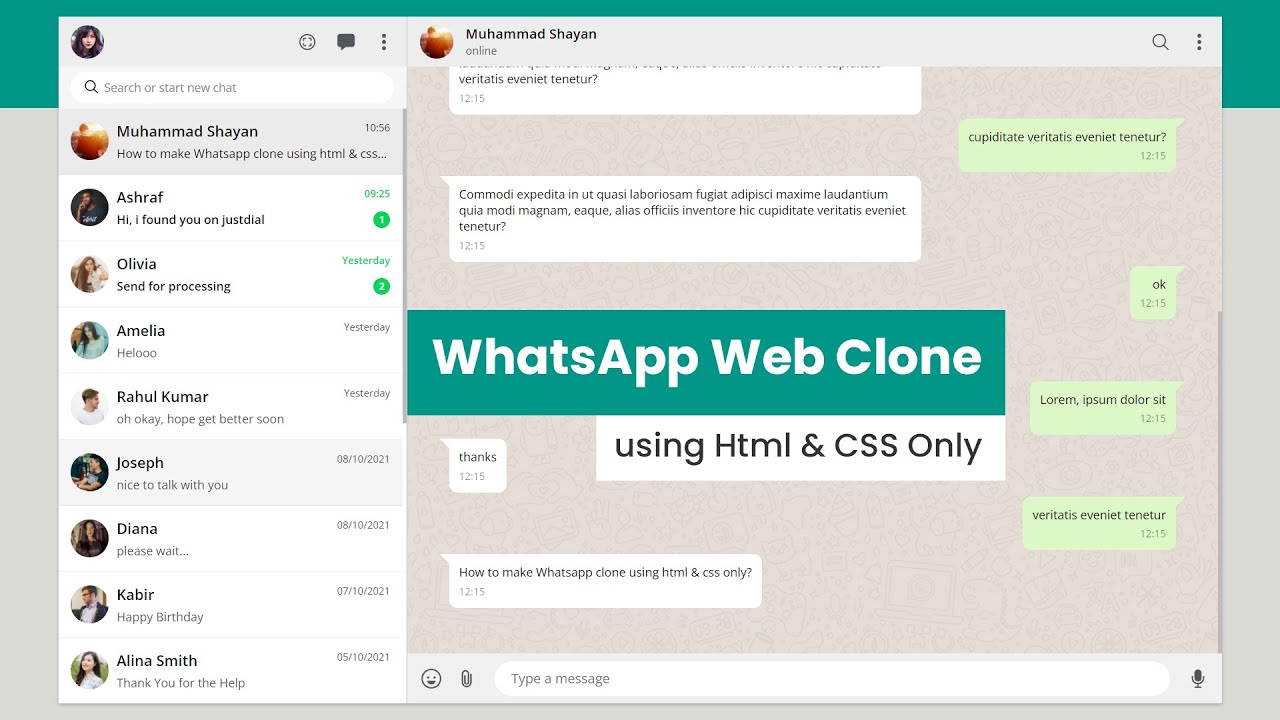 Search or start new chat
Muhammad Shayan
10:56
How to make Whatsapp clone using html & css...
Ashraf
09:25
Hi, i found you on justdial
1
Olivia
Yesterday
Send for processing
2
Amelia
Yesterday
Helooo
Rahul Kumar
Yesterday
oh okay, hope get better soon
Joseph
08/10/2021
nice to talk with you
Diana
08/10/2021
please wait...
Kabir
07/10/2021
Happy Birthday
Alina Smith
05/10/2021
Thank You for the Help
Muhammad Shayan
online
veritatis eveniet tenetur?
12:15
cupiditate veritatis eveniet tenetur?
12:15
Commodi expedita in ut quasi laboriosam fugiat adipisci maxime laudantium
quia modi magnam, eaque, alias officiis inventore hic cupiditate veritatis eveniet
tenetur?
12:15
ok
12:15
WhatsApp Web Clone
using Html & CSS Only
Lorem, ipsum dolor sit
12:15
thanks
12:15
veritatis eveniet tenetur
12:15
How to make Whatsapp clone using html & css only?
12:15
Type a message